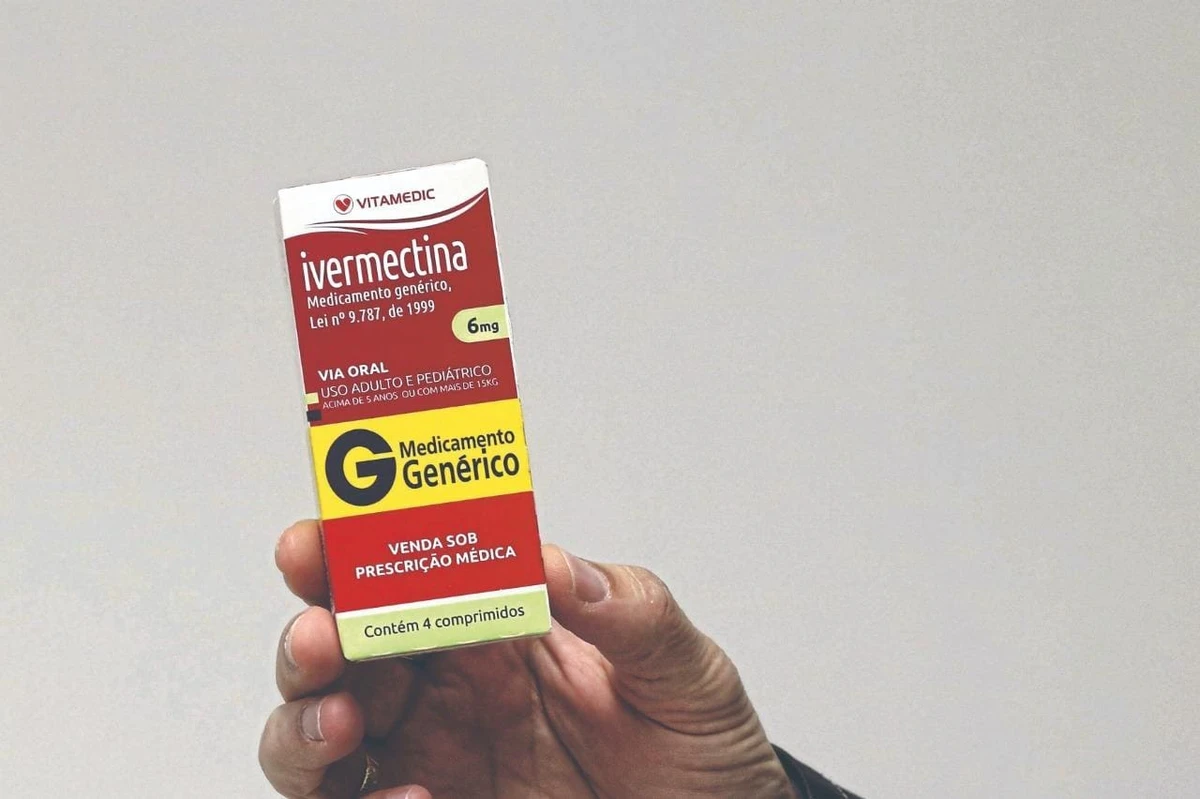 VITAMEDIC
ivermectina
Medicamento genérico,
Lei nº 9.787, de 1999
6mg
VIA ORAL
USO ADULTO E PEDIÁTRICO
ACIMA DE 5 ANOS OU COM MAIS DE 15KG
G Medicamento
Genérico
VENDA SOB
PRESCRIÇÃO MÉDICA
Contém 4 comprimidos